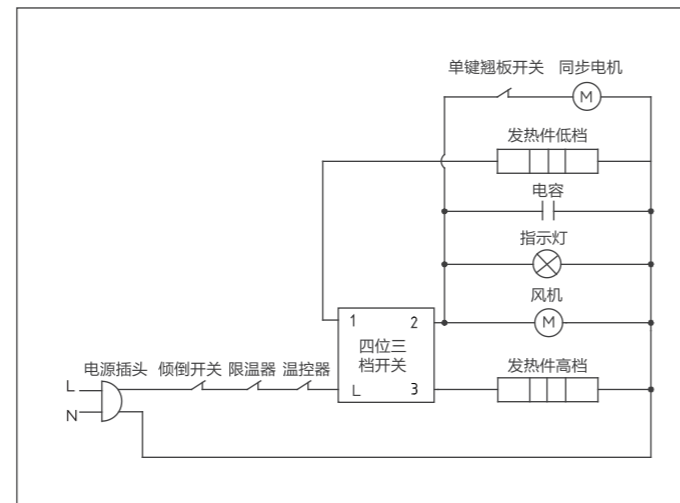 单键翘板开关 同步电机
M
发热件低档
电容
指示灯
风机
1 2 M
四位三
档开关
电源插头 倾倒开关 限温器 温控器
发热件高档
L L 3
N